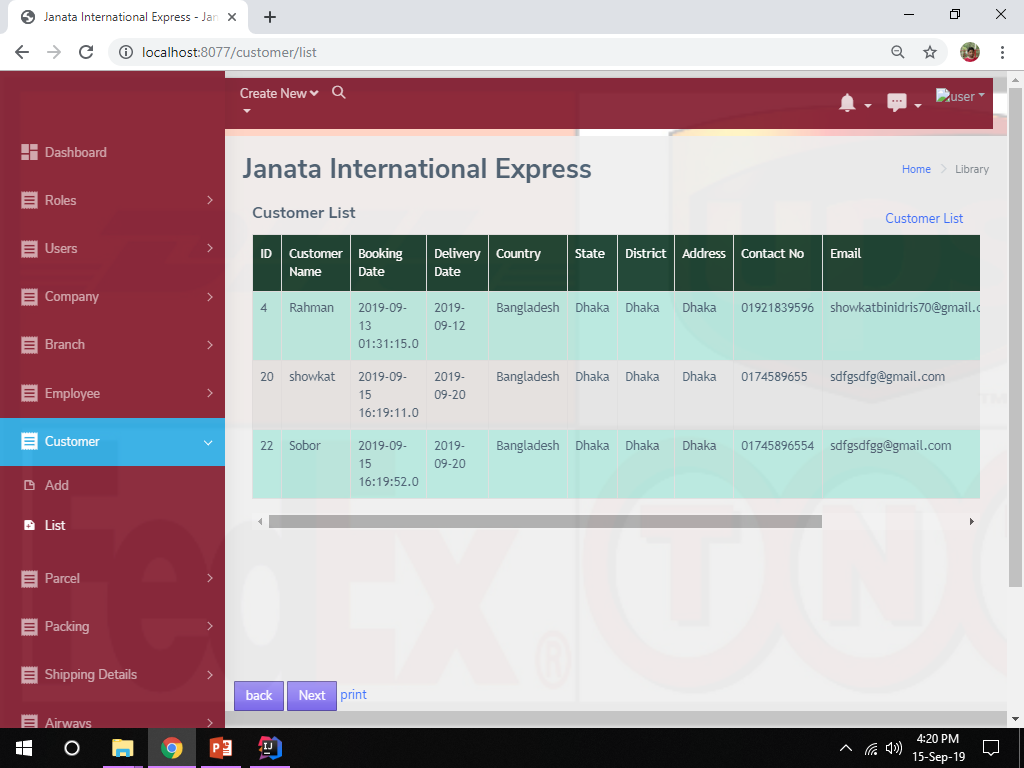 Janata International Express - Jan
localhost:8077/customer/list
Create New
user
Dashboard
Roles
Users
Company
Branch
Employee
Customer
Add
List
Parcel
Packing
Shipping Details
Airways
Janata International Express
Home
Library
Customer List
Customer List
ID Customer Name Booking Date Delivery Date Country State District Address Contact No Email
4 Rahman 2019-09-13 01:31:15.0 2019-09-12 Bangladesh Dhaka Dhaka Dhaka 01921839596 showkatbinidris70@gmail.c
20 showkat 2019-09-15 16:19:11.0 2019-09-20 Bangladesh Dhaka Dhaka Dhaka 0174589655 sdfgsdfg@gmail.com
22 Sobor 2019-09-15 16:19:52.0 2019-09-20 Bangladesh Dhaka Dhaka Dhaka 01745896554 sdfgsdfgg@gmail.com
FedEx ®
TNT
TM
back Next print
4:20 PM
15-Sep-19